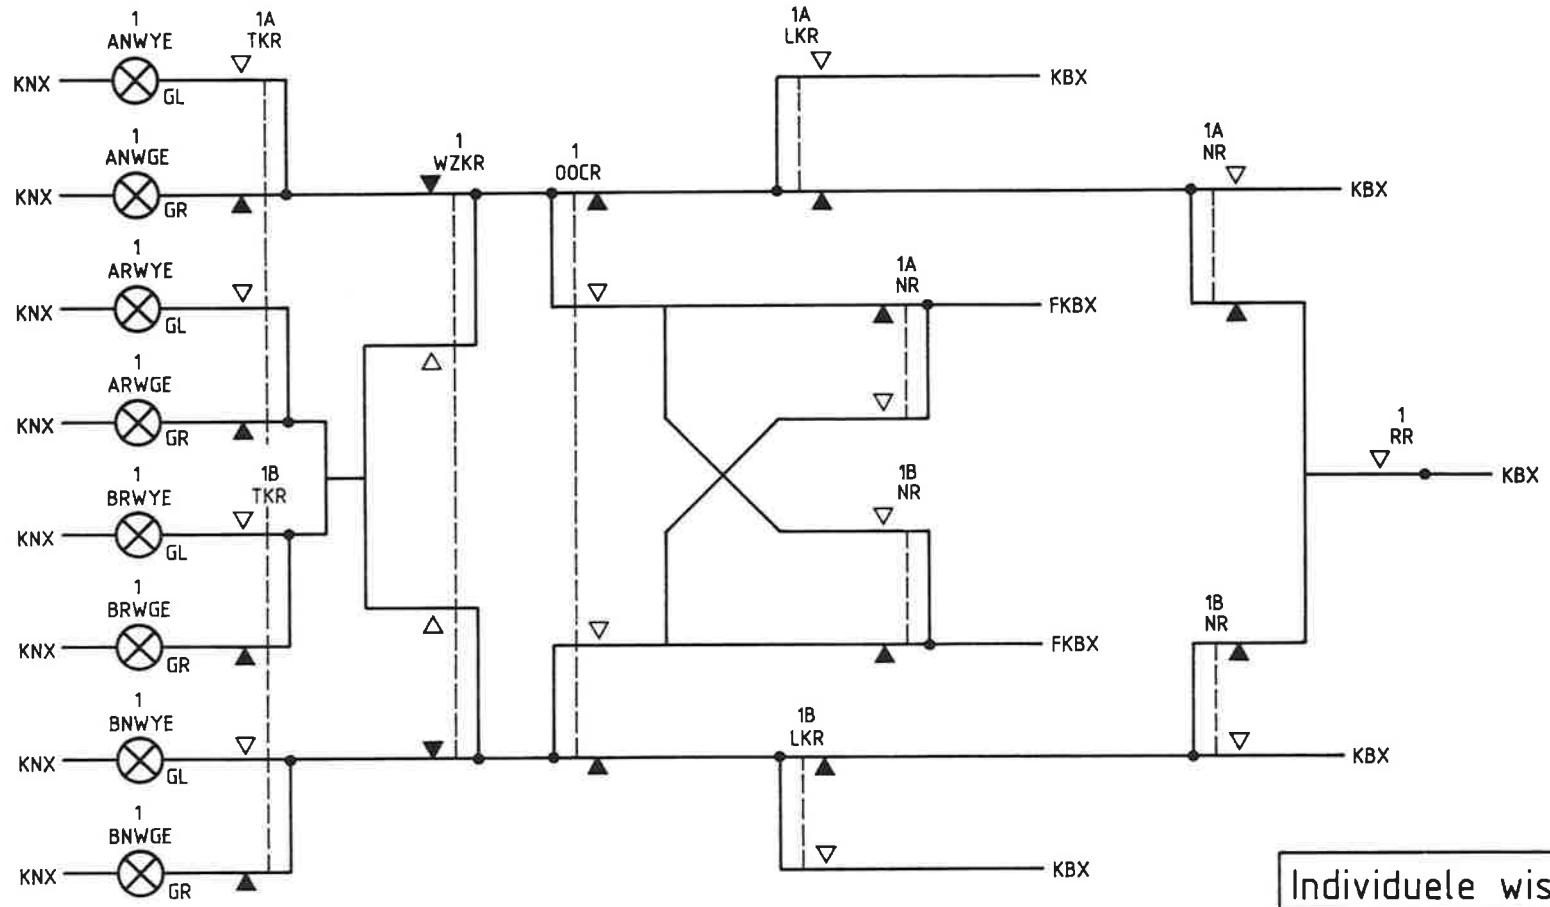 1
ANWYE
KNX
GL
1A
TKR
1
ANWGE
KNX
GR
1
WZKR
1
OOCR
1A
LKR
KBX
1A
NR
KBX
1
ARWYE
KNX
GL
1A
NR
FKBX
1
ARWGE
KNX
GR
1
RR
KBX
1
BRWYE
KNX
GL
1B
TKR
1B
NR
1
BRWGE
KNX
GR
FKBX
1B
NR
1
BNWYE
KNX
GL
1B
LKR
KBX
1
BNWGE
KNX
GR
KBX
Individuele wis